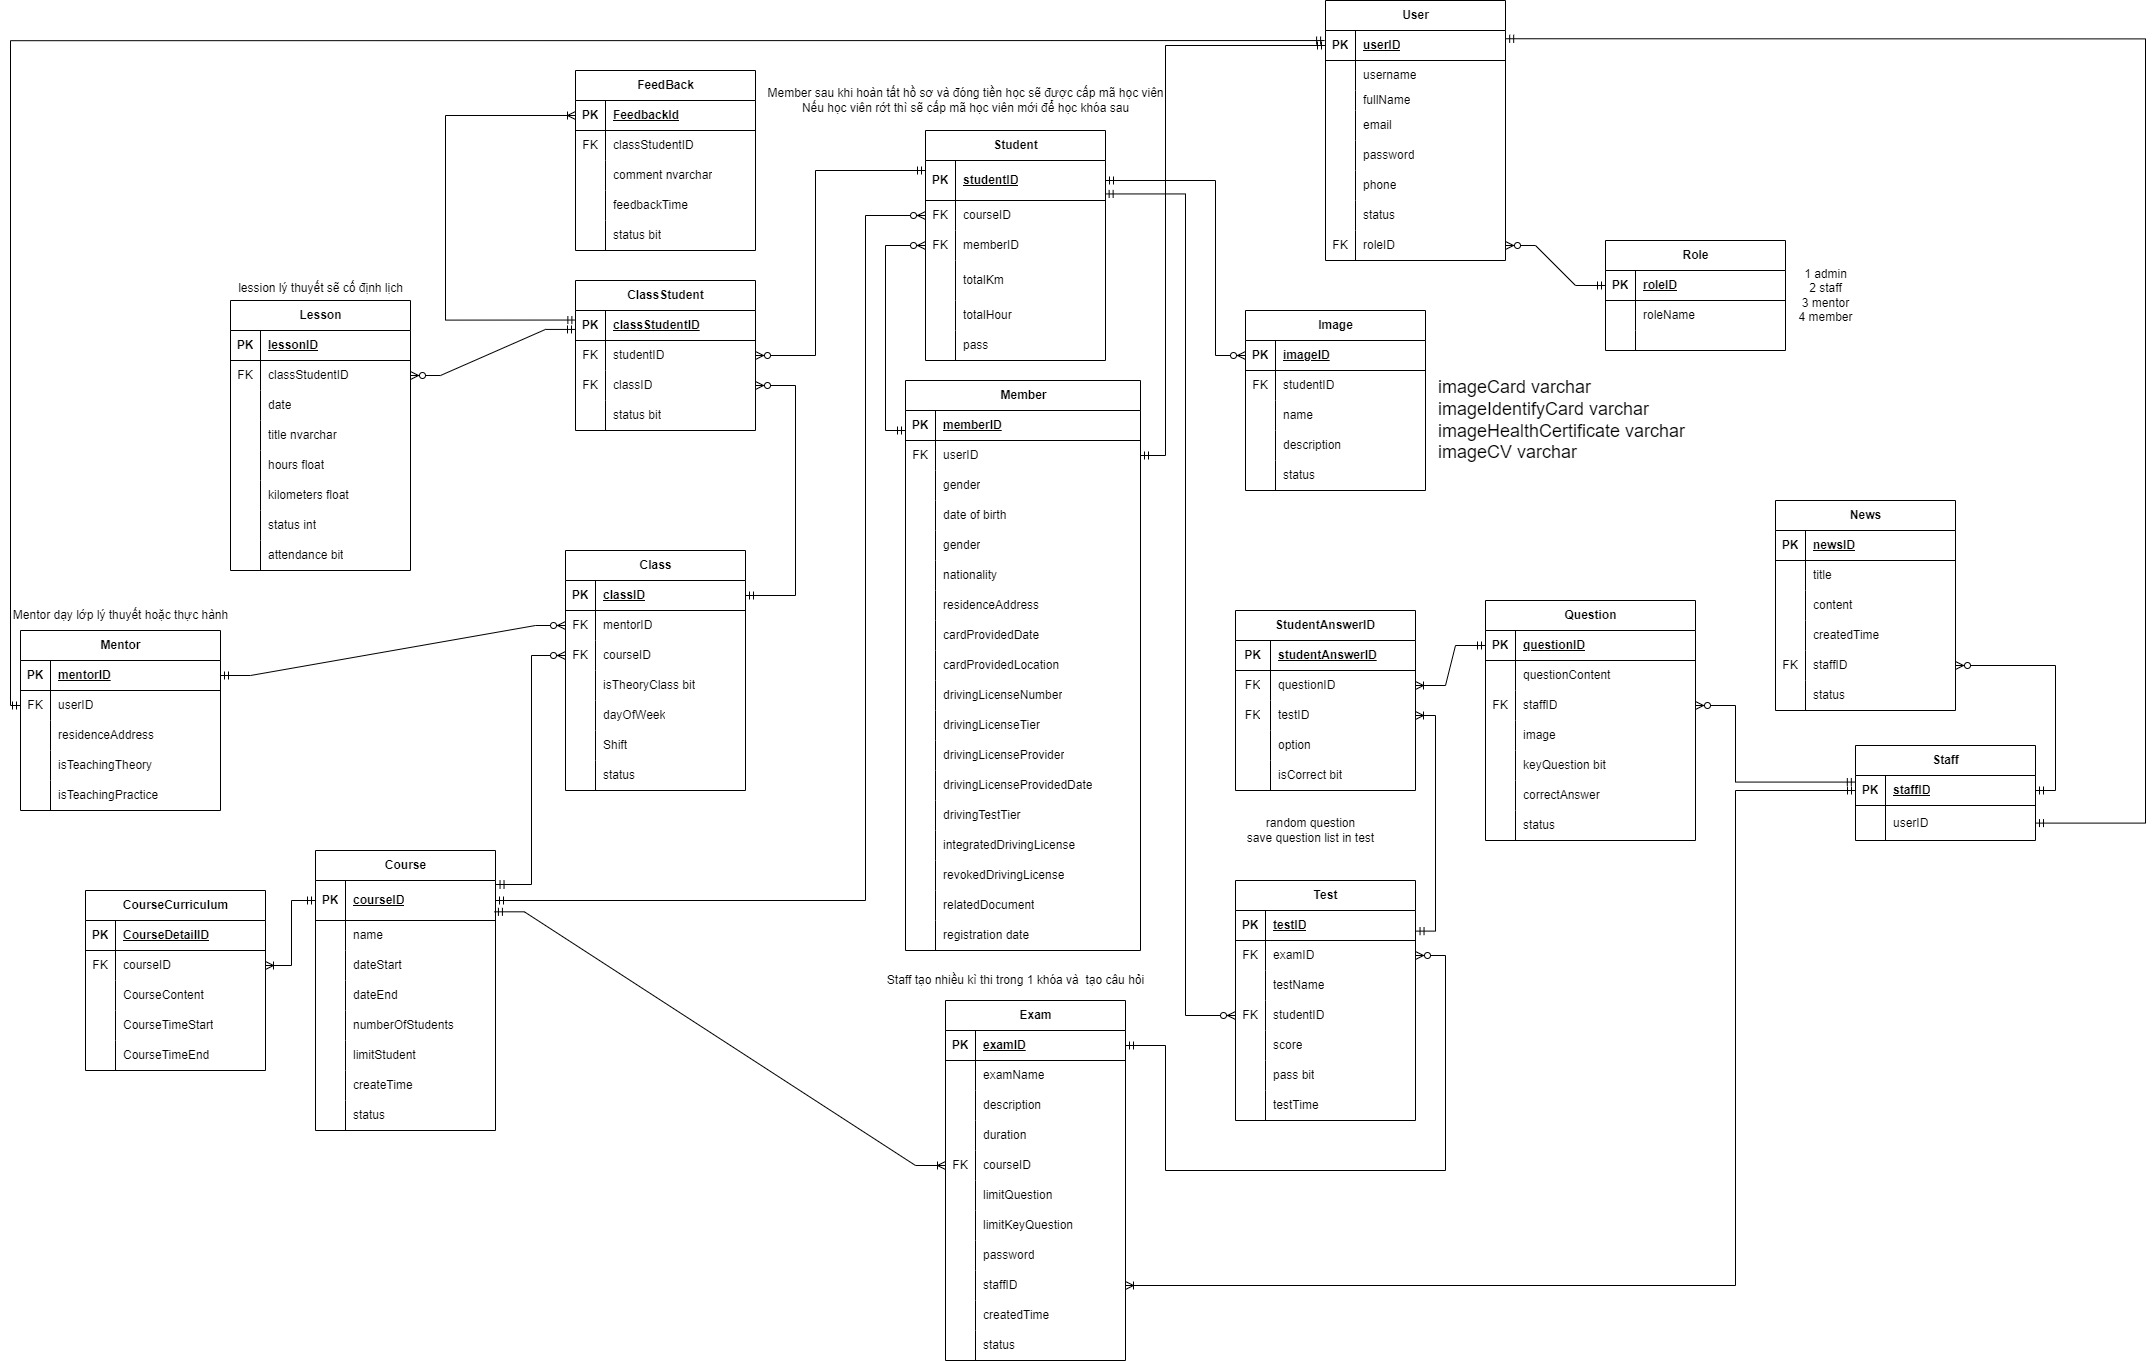 User
PK userID
username
fullName
email
password
phone
status
FK roleID
FeedBack
PK FeedbackId
FK classStudentID
comment nvarchar
feedbackTime
status bit
Member sau khi hoàn tất hồ sơ và đóng tiền học sẽ được cấp mã học viên
Nếu học viên rớt thì sẽ cấp mã học viên mới để học khóa sau
Student
PK studentID
FK courseID
FK memberID
totalKm
totalHour
pass
Role
PK roleID
roleName
1 admin
2 staff
3 mentor
4 member
lession lý thuyết sẽ cố định lịch
Lesson
PK lessonID
FK classStudentID
date
title nvarchar
hours float
kilometers float
status int
attendance bit
ClassStudent
PK classStudentID
FK studentID
FK classID
status bit
Image
PK imageID
FK studentID
name
description
status
imageCard varchar
imageIdentifyCard varchar
imageHealthCertificate varchar
imageCV varchar
Member
PK memberID
FK userID
gender
date of birth
gender
nationality
residenceAddress
cardProvidedDate
cardProvidedLocation
drivingLicenseNumber
drivingLicenseTier
drivingLicenseProvider
drivingLicenseProvidedDate
drivingTestTier
integratedDrivingLicense
revokedDrivingLicense
relatedDocument
registration date
News
PK newsID
title
content
createdTime
FK staffID
status
Class
PK classID
FK mentorID
FK courseID
isTheoryClass bit
dayOfWeek
Shift
status
Mentor dạy lớp lý thuyết hoặc thực hành
Mentor
PK mentorID
FK userID
residenceAddress
isTeachingTheory
isTeachingPractice
StudentAnswerID
PK studentAnswerID
FK questionID
FK testID
option
isCorrect bit
random question
save question list in test
Question
PK questionID
questionContent
FK staffID
image
keyQuestion bit
correctAnswer
status
Staff
PK staffID
userID
Course
PK courseID
name
dateStart
dateEnd
numberOfStudents
limitStudent
createTime
status
CourseCurriculum
PK CourseDetailID
FK courseID
CourseContent
CourseTimeStart
CourseTimeEnd
Test
PK testID
FK examID
testName
FK studentID
score
pass bit
testTime
Staff tạo nhiều kì thi trong 1 khóa và tạo câu hỏi
Exam
PK examID
examName
description
duration
FK courseID
limitQuestion
limitKeyQuestion
password
staffID
createdTime
status